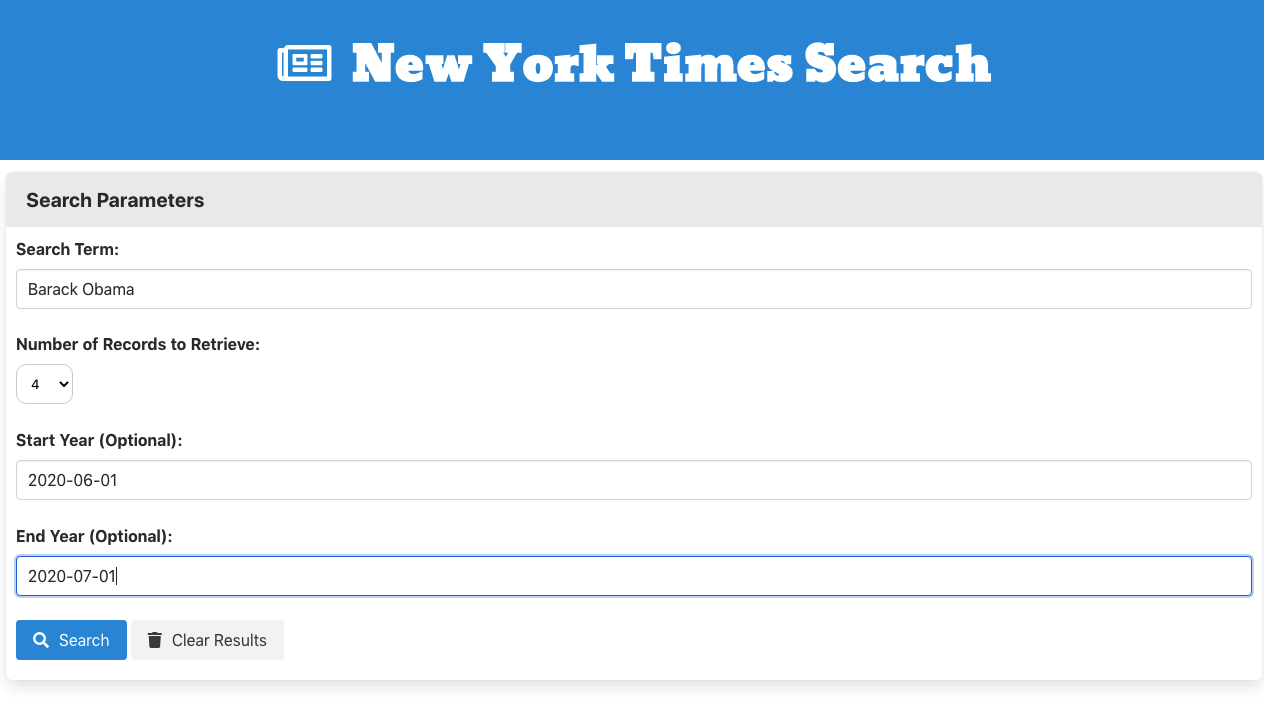 New York Times Search
Search Parameters
Search Term:
Barack Obama
Number of Records to Retrieve:
4
Start Year (Optional):
2020-06-01
End Year (Optional):
2020-07-01
Search
Clear Results